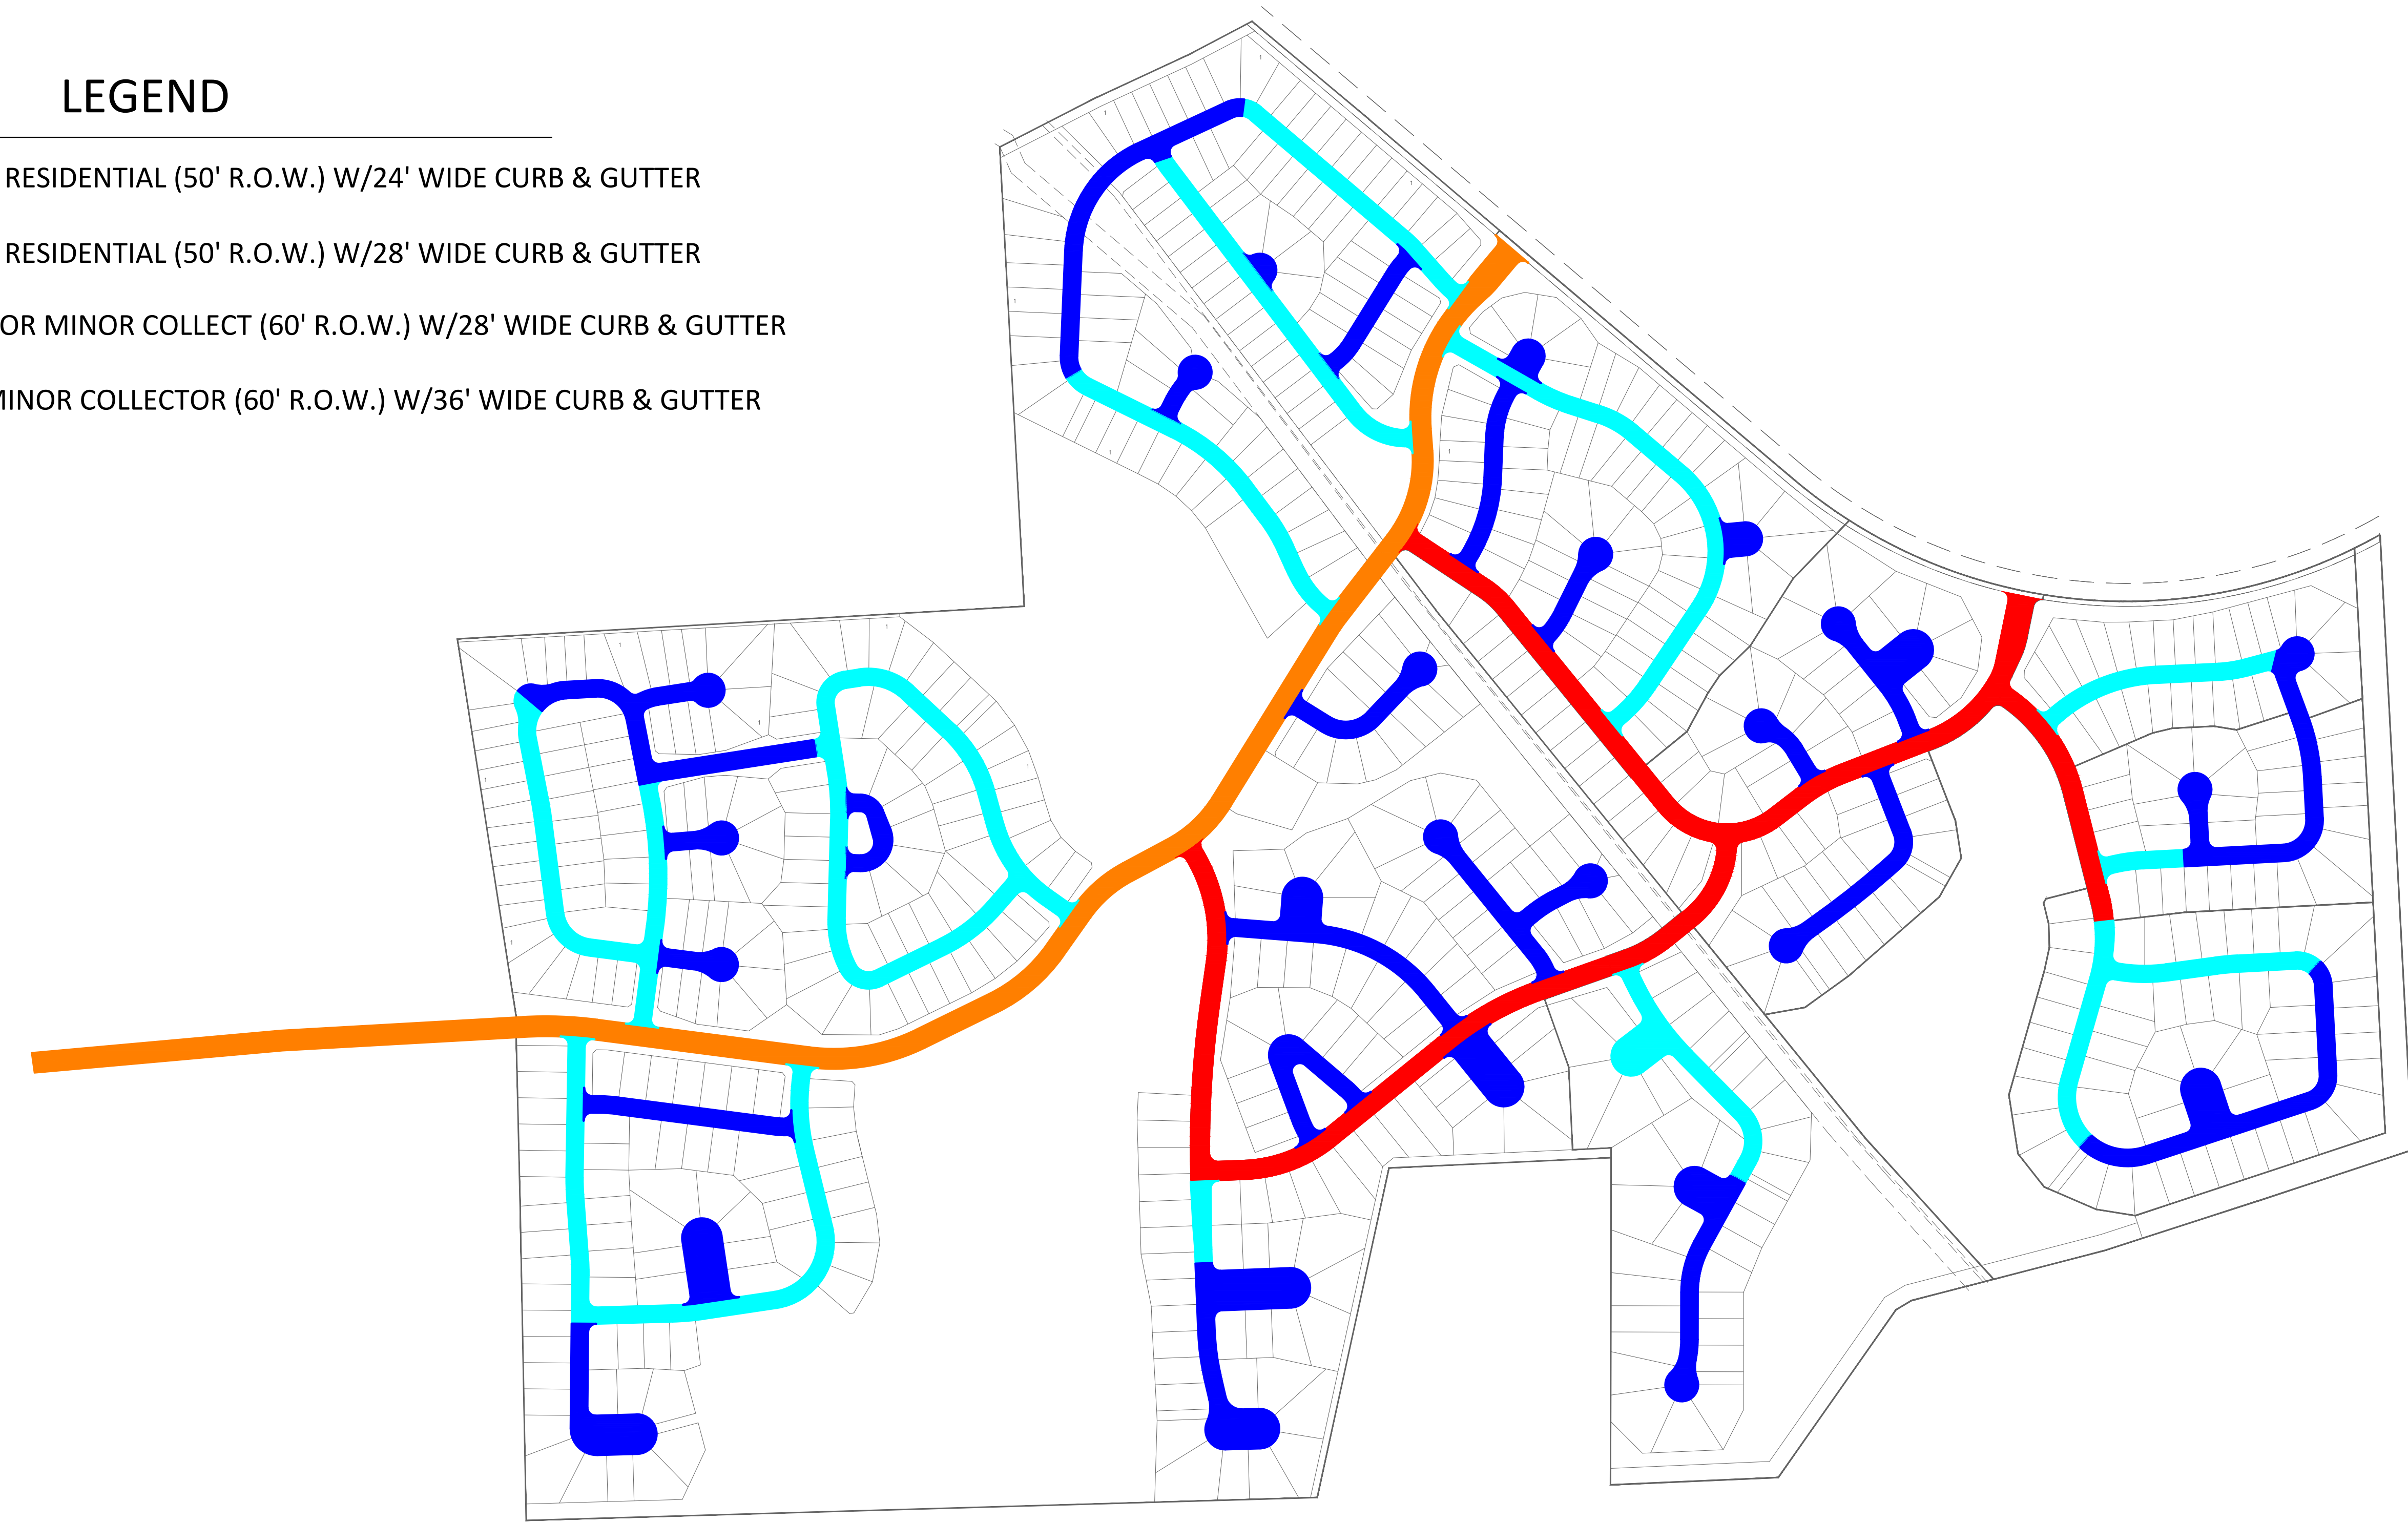 LEGEND
RESIDENTIAL (50' R.O.W.) W/24' WIDE CURB & GUTTER
RESIDENTIAL (50' R.O.W.) W/28' WIDE CURB & GUTTER
OR MINOR COLLECT (60' R.O.W.) W/28' WIDE CURB & GUTTER
MINOR COLLECTOR (60' R.O.W.) W/36' WIDE CURB & GUTTER